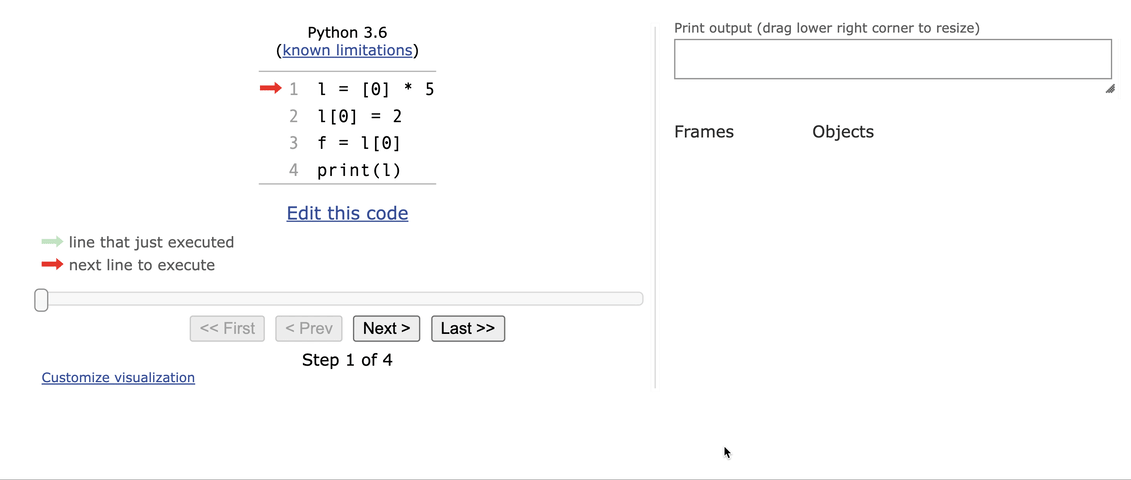 Python 3.6
(known limitations)
1 l = [0] * 5
2 l[0] = 2
3 f = l[0]
4 print(l)
Edit this code
line that just executed
next line to execute
<< First < Prev Next > Last >>
Step 1 of 4
Customize visualization
Print output (drag lower right corner to resize)
Frames Objects